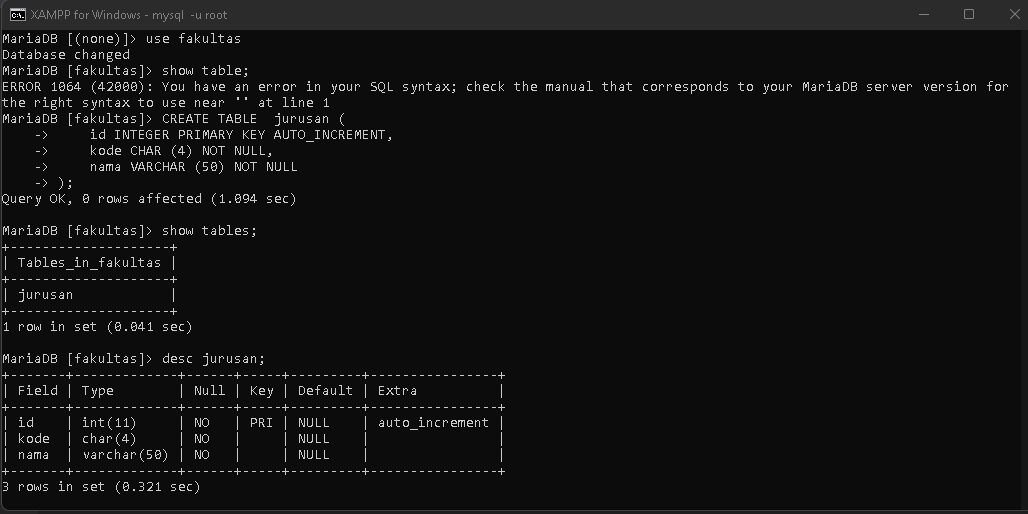 XAMPP for Windows - mysql  -u root
MariaDB [(none)]> use fakultas
Database changed
MariaDB [fakultas]> show table;
ERROR 1064 (42000): You have an error in your SQL syntax; check the manual that corresponds to your MariaDB server version for
the right syntax to use near '' at line 1
MariaDB [fakultas]> CREATE TABLE  jurusan (
    ->     id INTEGER PRIMARY KEY AUTO_INCREMENT,
    ->     kode CHAR (4) NOT NULL,
    ->     nama VARCHAR (50) NOT NULL
    -> );
Query OK, 0 rows affected (1.094 sec)
MariaDB [fakultas]> show tables;
+--------------------+
| Tables_in_fakultas |
+--------------------+
| jurusan            |
+--------------------+
1 row in set (0.041 sec)
MariaDB [fakultas]> desc jurusan;
+-------+-------------+------+-----+---------+----------------+
| Field | Type        | Null | Key | Default | Extra          |
+-------+-------------+------+-----+---------+----------------+
| id    | int(11)     | NO   | PRI | NULL    | auto_increment |
| kode  | char(4)     | NO   |     | NULL    |                |
| nama  | varchar(50) | NO   |     | NULL    |                |
+-------+-------------+------+-----+---------+----------------+
3 rows in set (0.321 sec)